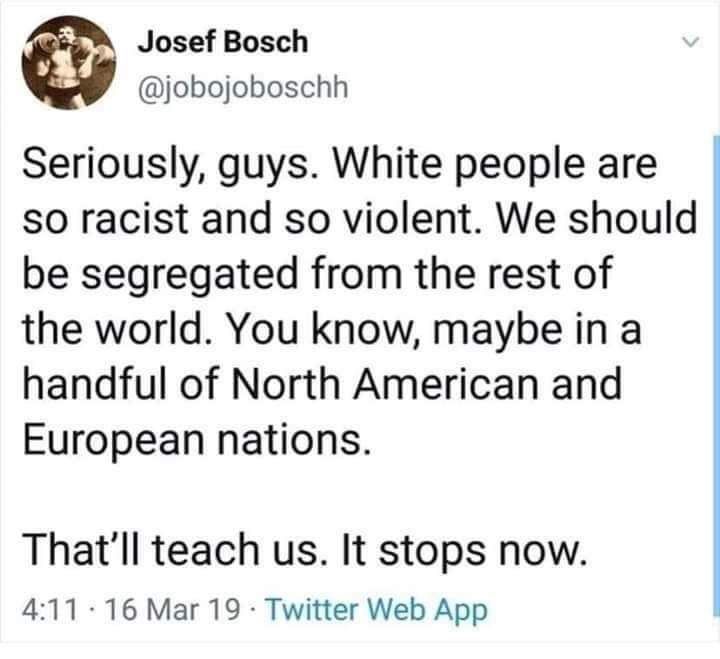 Josef Bosch
@jobojoboschh
Seriously, guys. White people are
so racist and so violent. We should
be segregated from the rest of
the world. You know, maybe in a
handful of North American and
European nations.
That'll teach us. It stops now.
4:11 · 16 Mar 19 · Twitter Web App